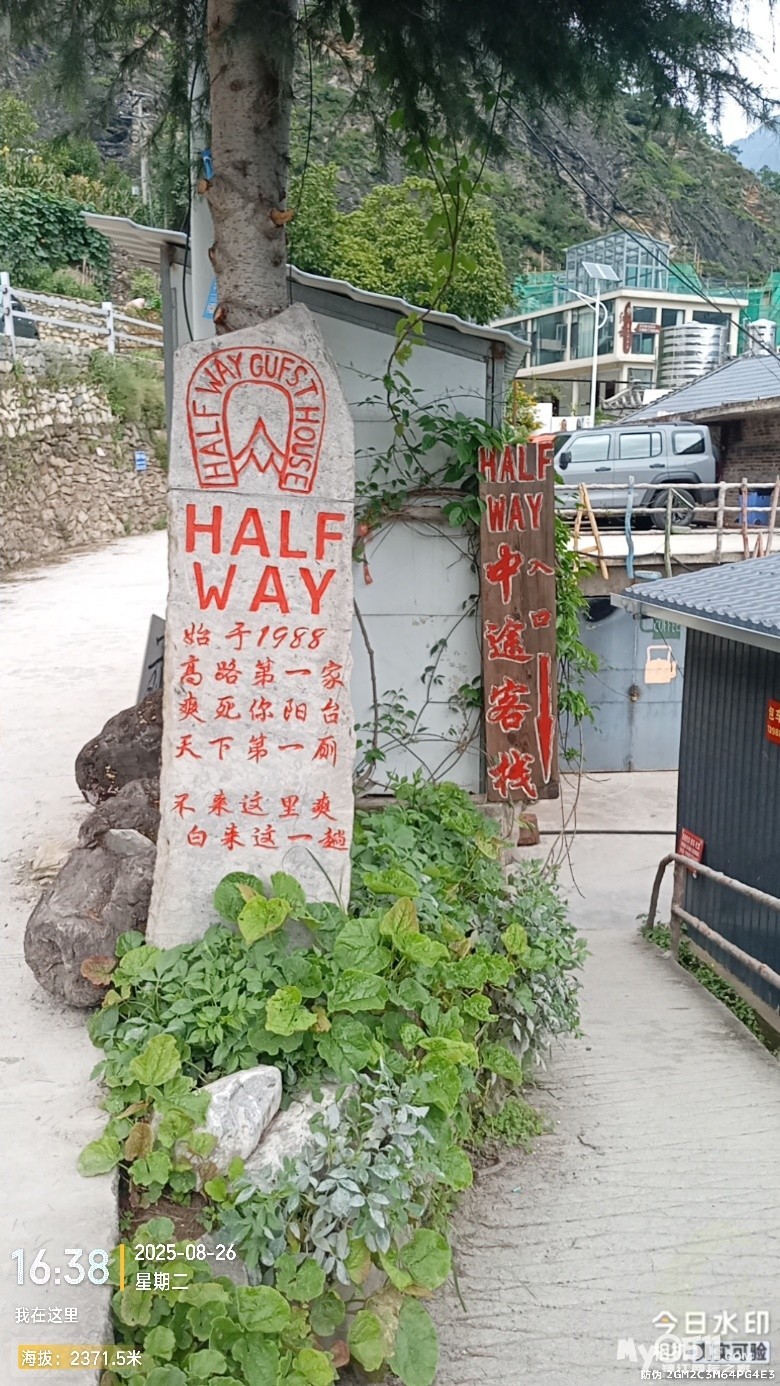 HALF WAY GUEST HOUSE
HALF
WAY
始于1988
高路第一家
爽死你阳台
天下第一厕
不来这里爽
白来这一趟
HALF
WAY
中途客栈
入口
16:38
2025-08-26
星期二
我在这里
海拔：2371.5米
今日水印
防伪 2GM2C3M64PG4E3